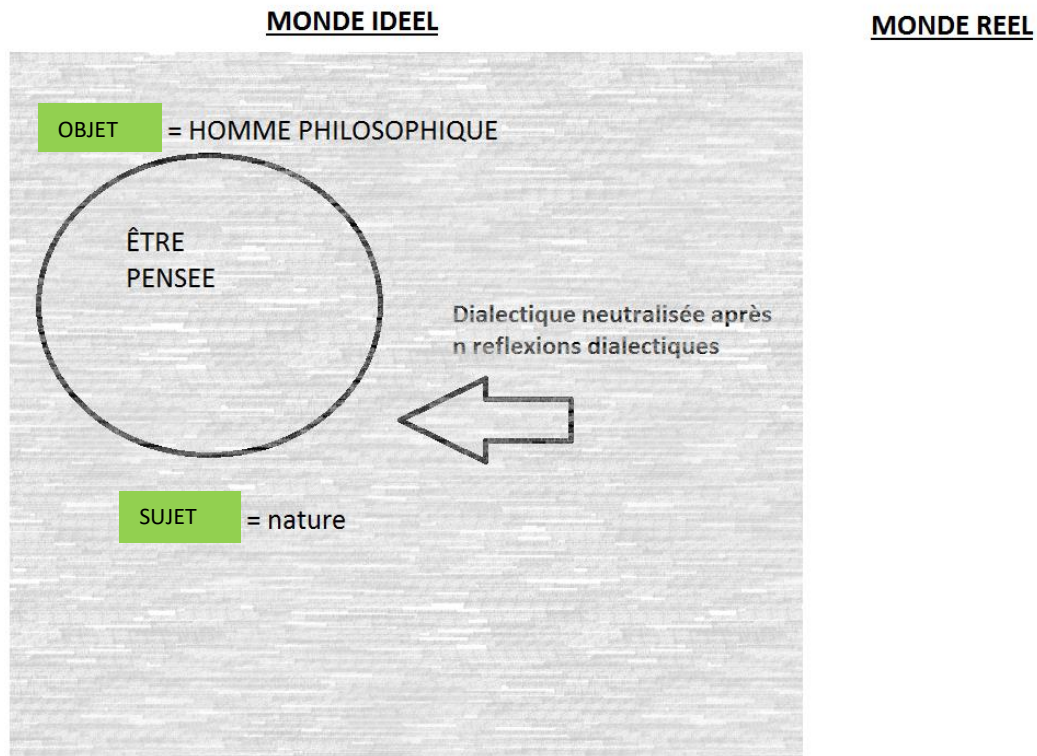 MONDE IDEEL
MONDE REEL
OBJET = HOMME PHILOSOPHIQUE
ÊTRE
PENSEE
Dialectique neutralisée après
n reflexions dialectiques
SUJET = nature